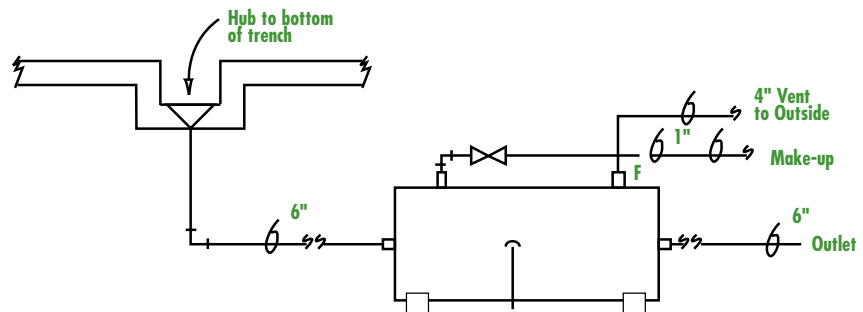 Hub to bottom
of trench
4" Vent
to Outside
1"
Make-up
F
6"
6"
Outlet